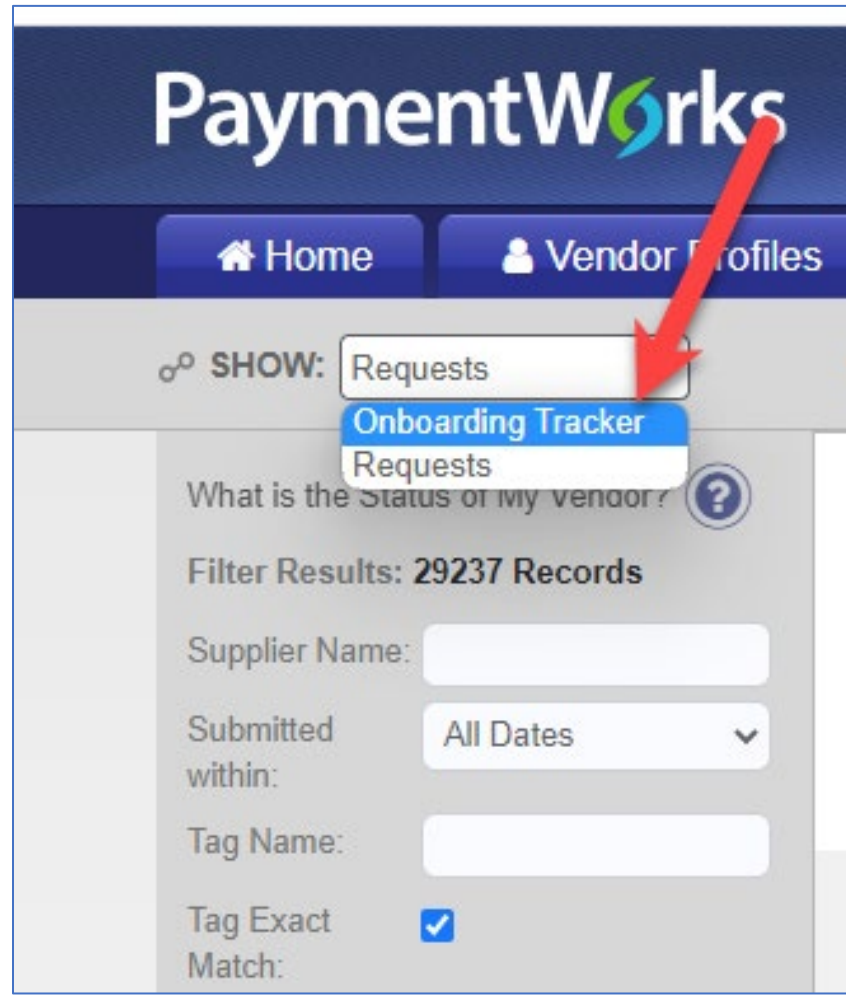 PaymentWorks
Home Vendor Profiles
SHOW: Requests
Onboarding Tracker
Requests
What is the Status of My Vendor? ?
Filter Results: 29237 Records
Supplier Name:
Submitted within: All Dates
Tag Name:
Tag Exact
Match: